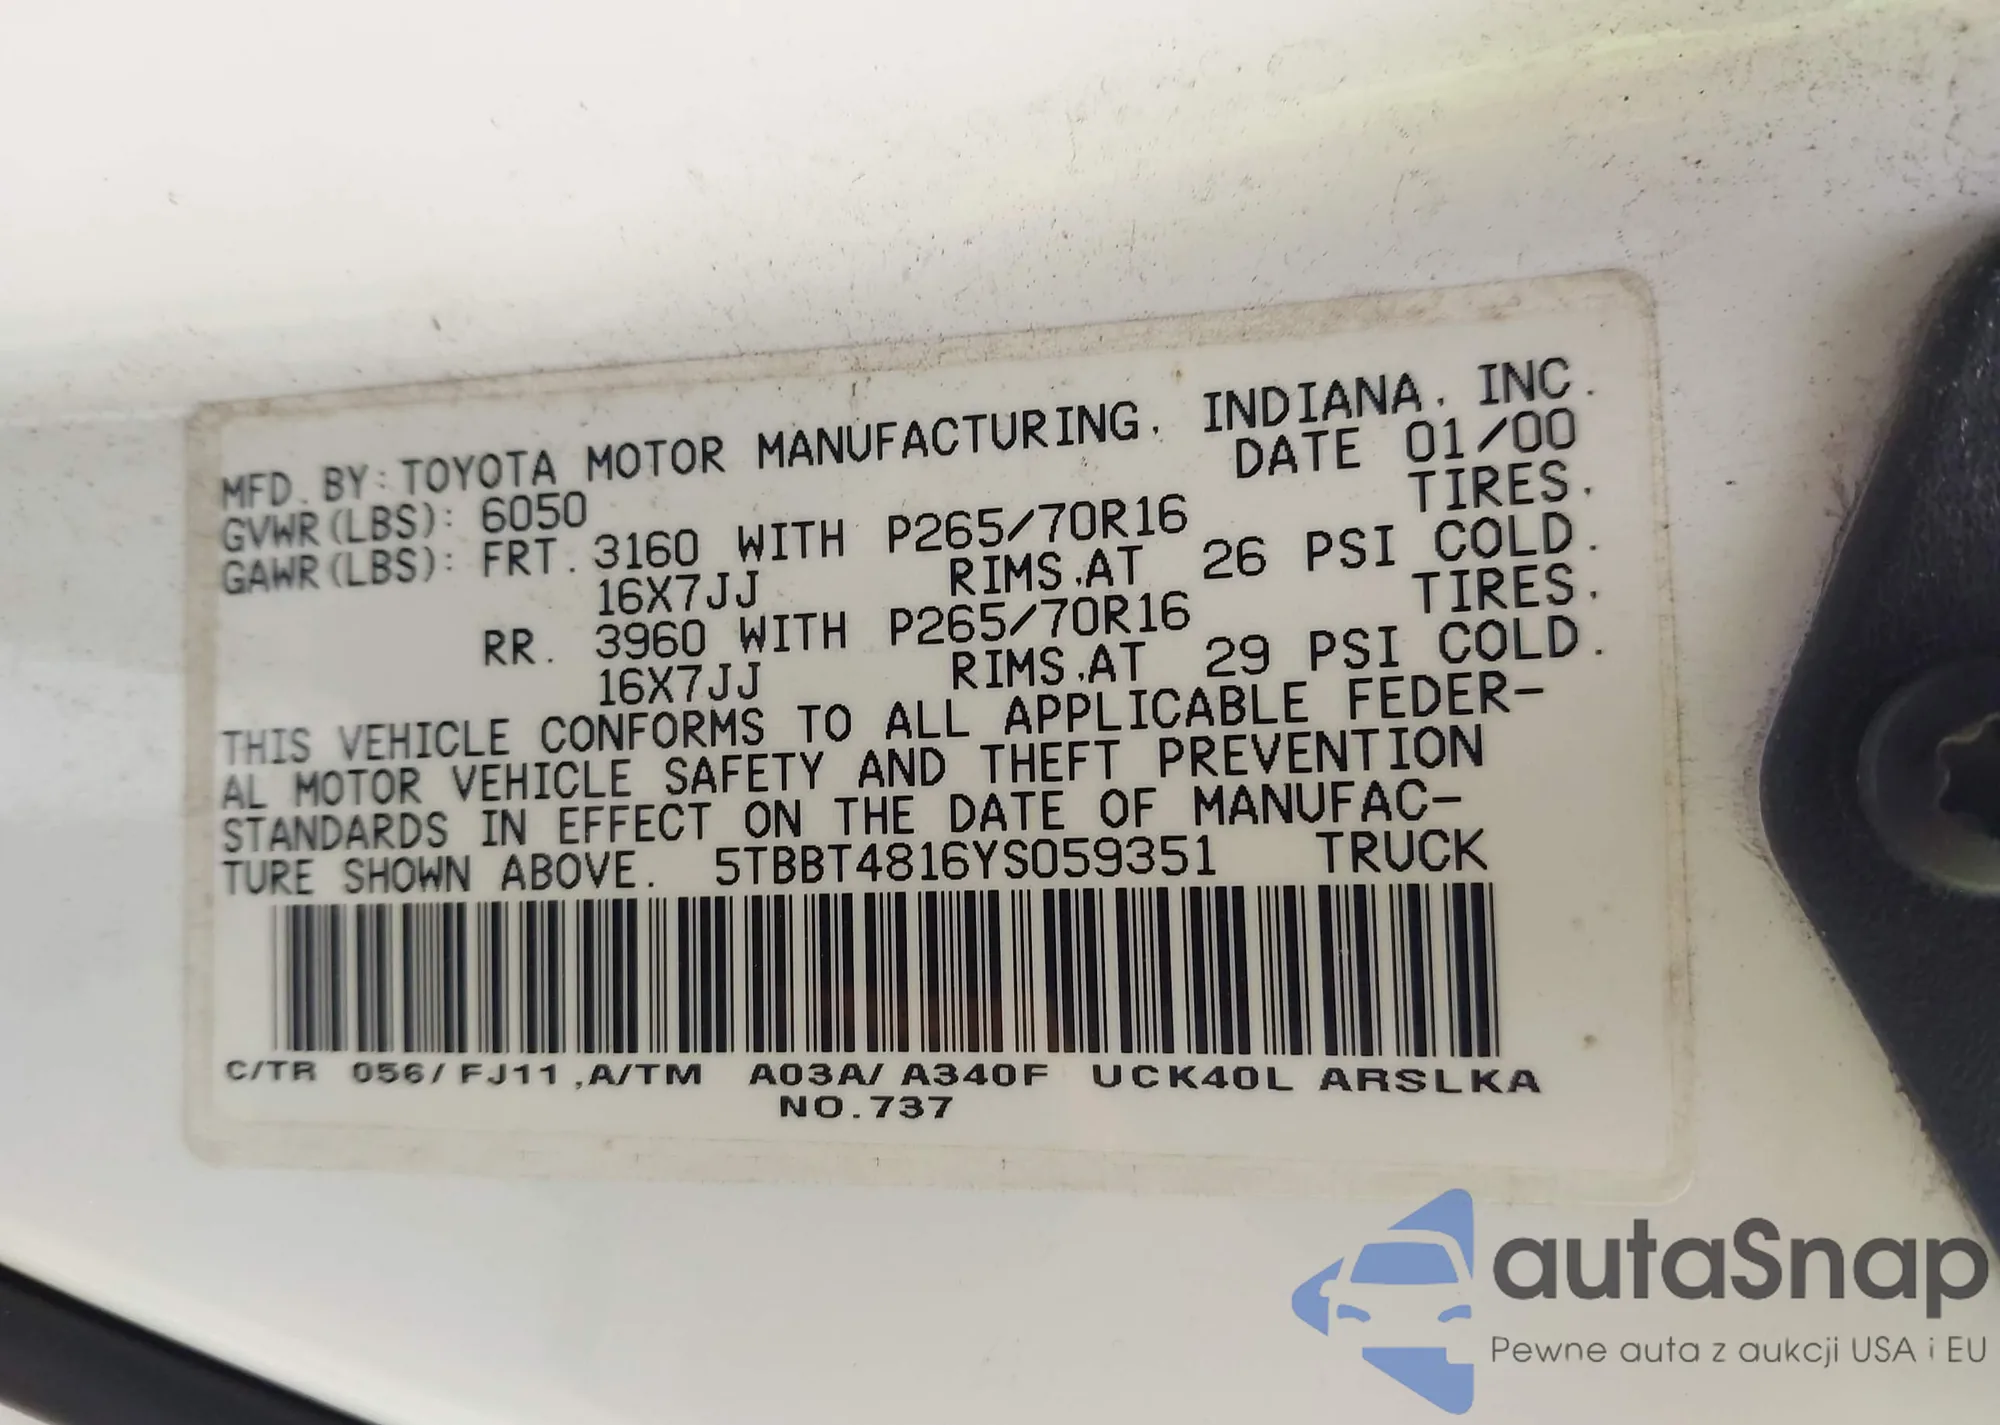 MFD. BY: TOYOTA MOTOR MANUFACTURING, INDIANA, INC.
GVWR(LBS): 6050 DATE 01/00
GAWR(LBS): FRT. 3160 WITH P265/70R16 TIRES,
16X7JJ RIMS,AT 26 PSI COLD.
RR. 3960 WITH P265/70R16 TIRES,
16X7JJ RIMS,AT 29 PSI COLD.
THIS VEHICLE CONFORMS TO ALL APPLICABLE FEDER-
AL MOTOR VEHICLE SAFETY AND THEFT PREVENTION
STANDARDS IN EFFECT ON THE DATE OF MANUFAC-
TURE SHOWN ABOVE. 5TBBT4816YS059351 TRUCK
C/TR 056/ FJ11 ,A/TM A03A/ A340F UCK40L ARSLKA
NO.737
autaSnap
Pewne auta z aukcji USA i EU